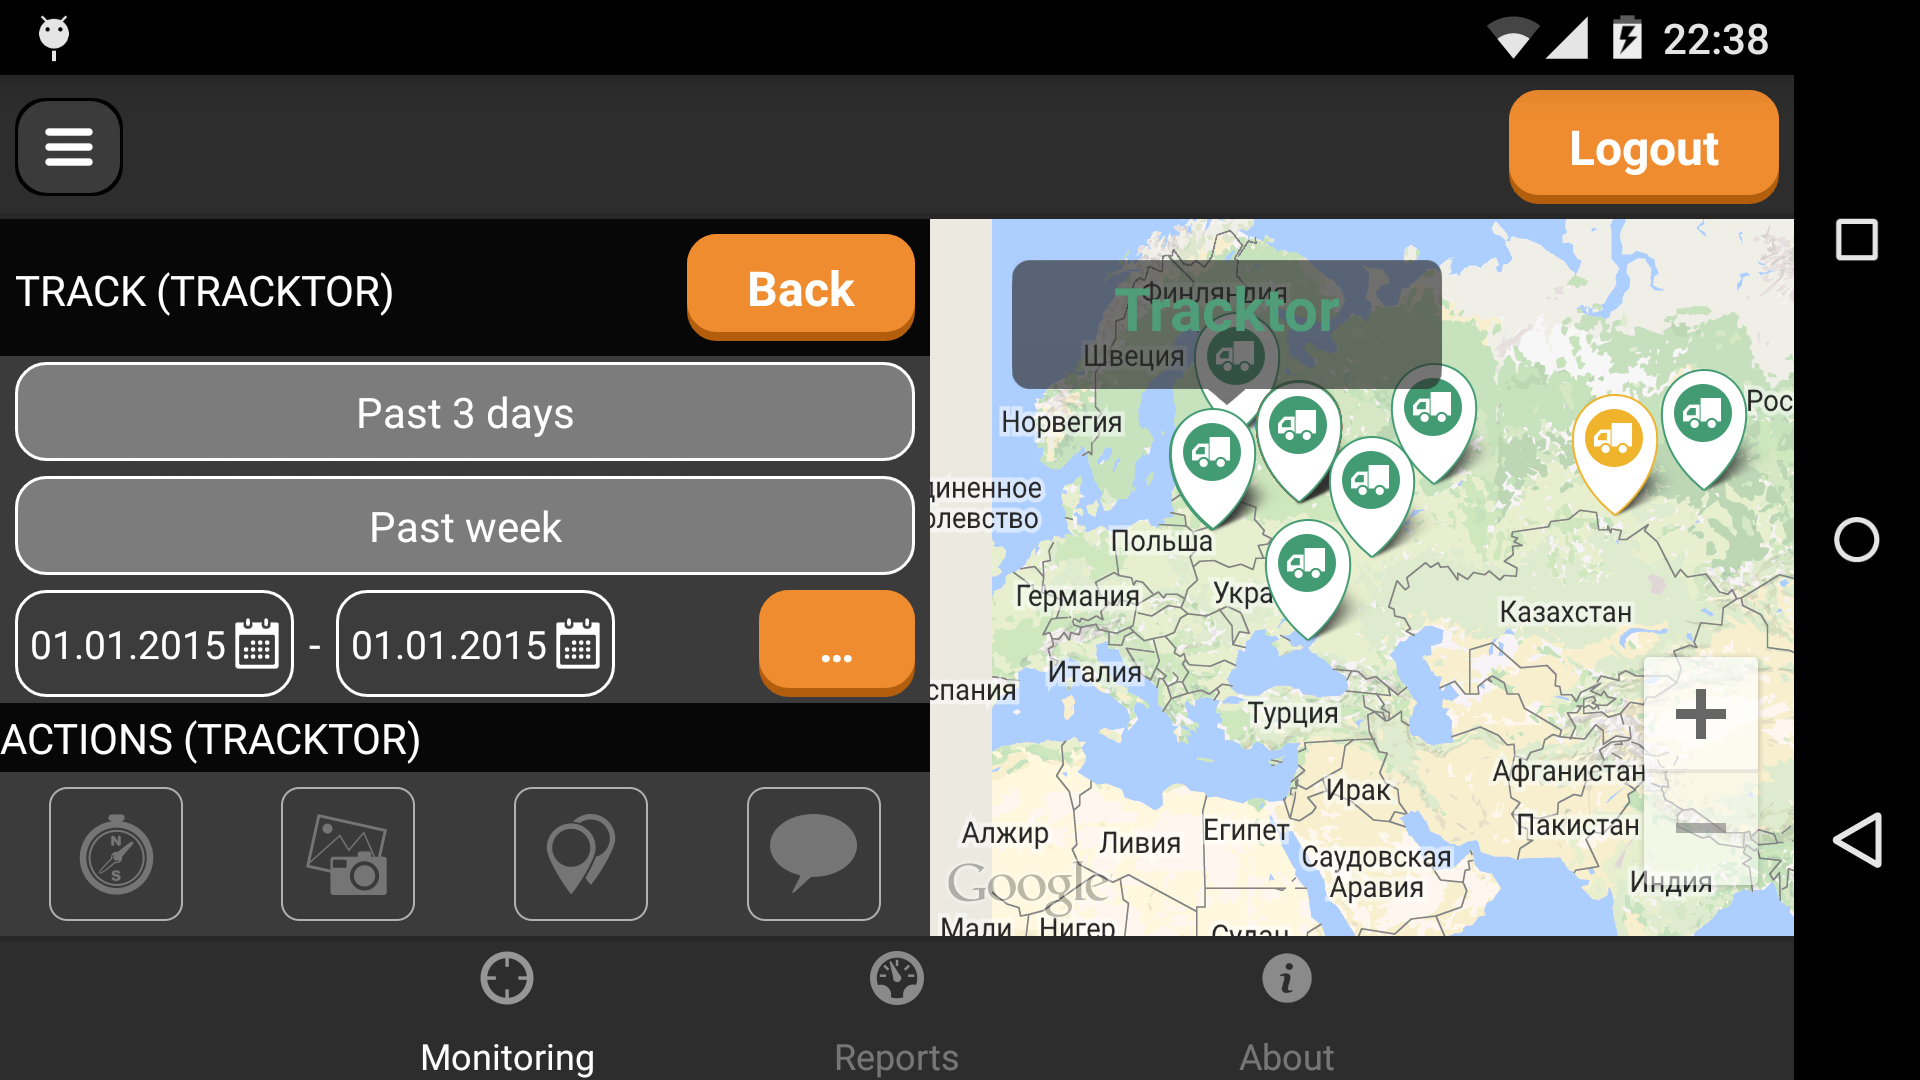 22:38
Logout
TRACK (TRACKTOR)
Back
Past 3 days
Past week
01.01.2015 - 01.01.2015
...
ACTIONS (TRACKTOR)
N
S
Финляндия
Tracktor
Швеция
Норвегия
Рос
диненное
олевство
Польша
Германия
Укра
Казахстан
Италия
спания
Турция
Афганистан
Ирак
Пакистан
Алжир
Ливия
Египет
Саудовская
Аравия
Индия
Google
Мали
Нигер
Судан
+
-
Monitoring
Reports
About